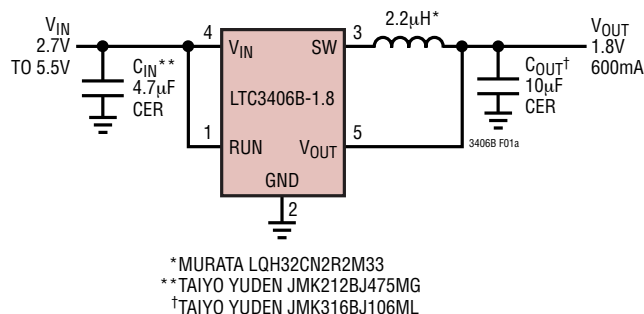 VIN
2.7V
TO 5.5V
CIN**
4.7µF
CER
4
VIN
1
RUN
LTC3406B-1.8
GND
2
SW
3
VOUT
5
2.2µH*
COUT†
10µF
CER
VOUT
1.8V
600mA
3406B F01a
*MURATA LQH32CN2R2M33
**TAIYO YUDEN JMK212BJ475MG
†TAIYO YUDEN JMK316BJ106ML